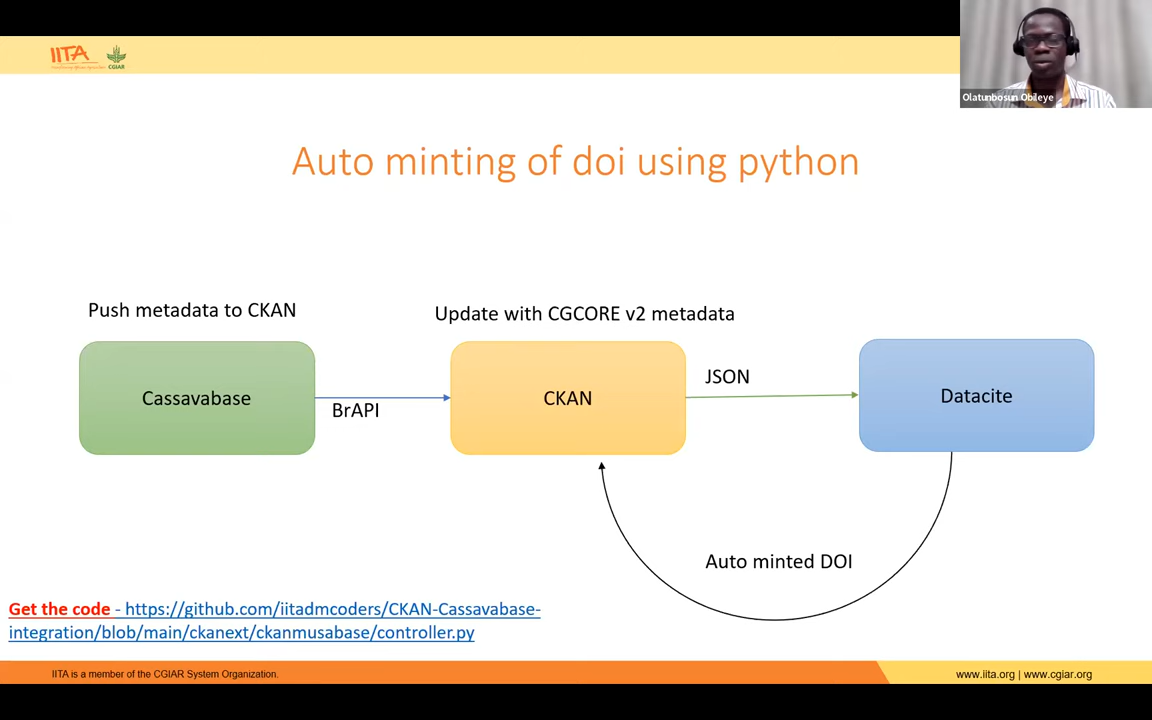 IITA
CGIAR
Olatunbosun Obileye
Auto minting of doi using python
Push metadata to CKAN
Update with CGCORE v2 metadata
Cassavabase
BrAPI
CKAN
JSON
Datacite
Auto minted DOI
Get the code - https://github.com/iitadmcoders/CKAN-Cassavabase-
integration/blob/main/ckanext/ckanmusabase/controller.py
IITA is a member of the CGIAR System Organization.
www.iita.org | www.cgiar.org